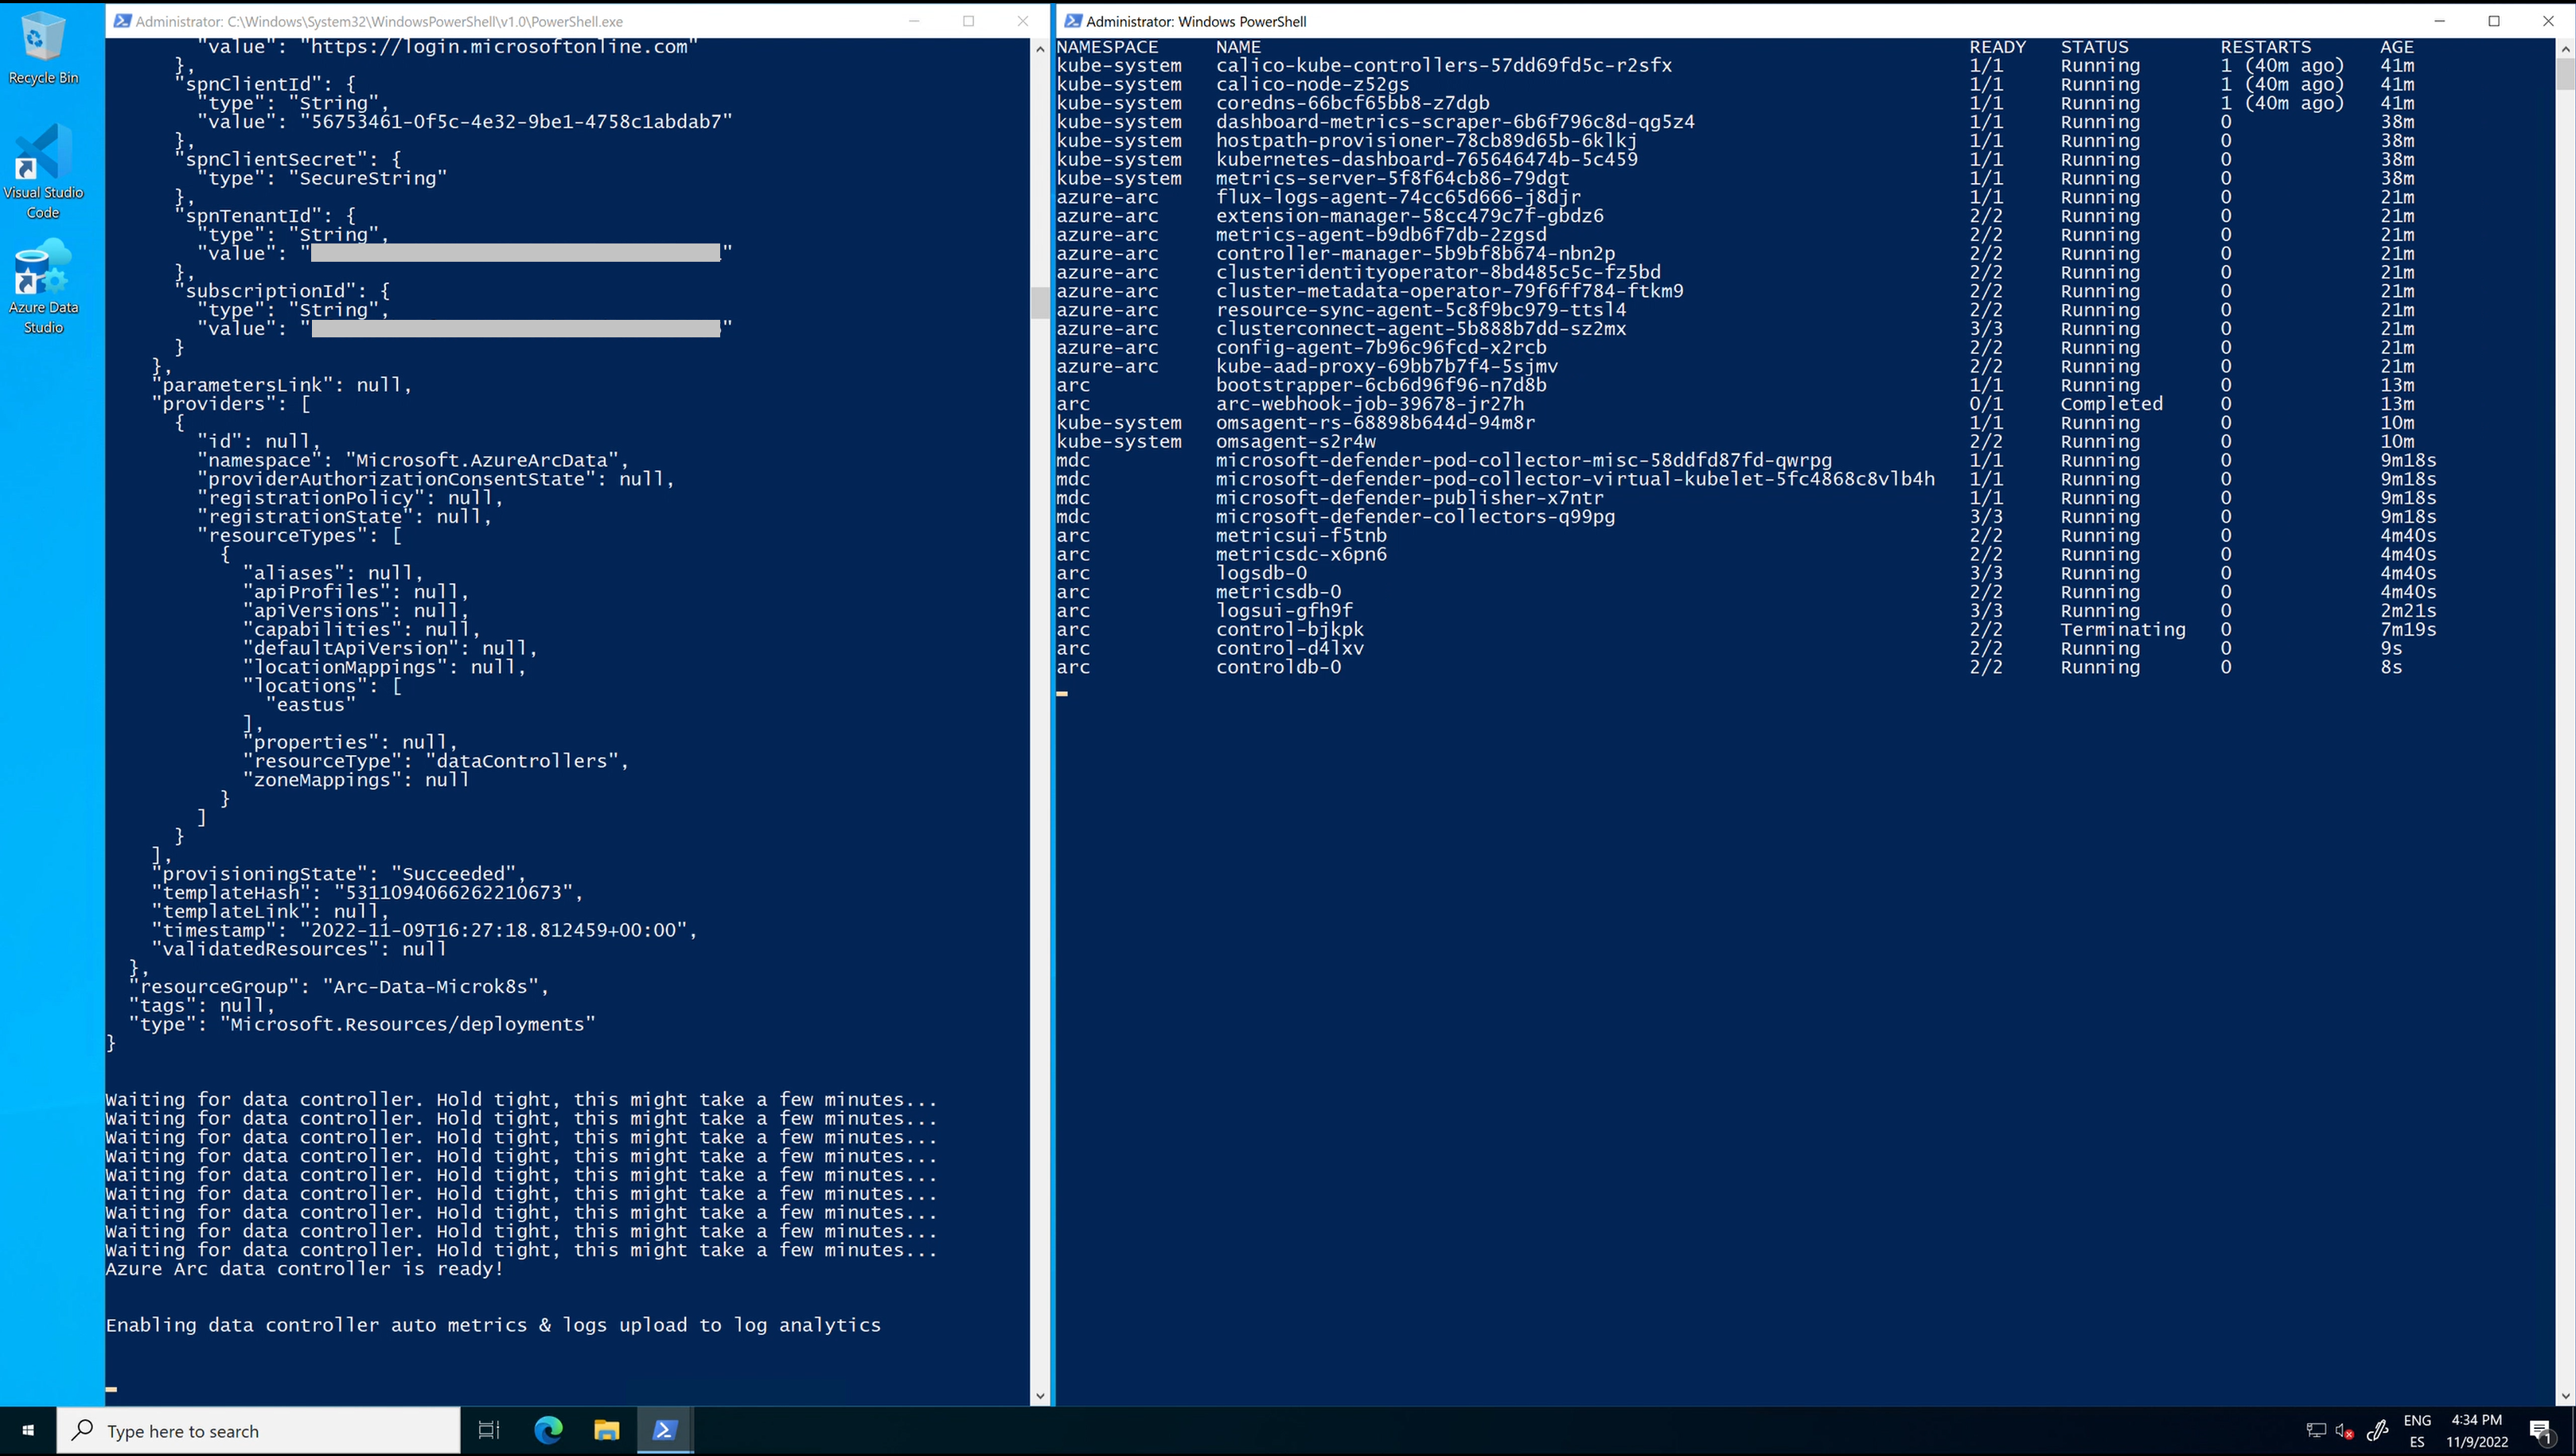 Recycle Bin
Visual Studio
Code
Azure Data
Studio
Administrator: C:\Windows\System32\WindowsPowerShell\v1.0\PowerShell.exe
"value": "https://login.microsoftonline.com"
},
"spnClientId": {
"type": "String",
"value": "56753461-0f5c-4e32-9be1-4758c1abdab7"
},
"spnClientSecret": {
"type": "SecureString"
},
"spnTenantId": {
"type": "String",
"value": "                                    "
},
"subscriptionId": {
"type": "String",
"value": "                                    "
}
},
"parametersLink": null,
"providers": [
{
"id": null,
"namespace": "Microsoft.AzureArcData",
"providerAuthorizationConsentState": null,
"registrationPolicy": null,
"registrationState": null,
"resourceTypes": [
{
"aliases": null,
"apiProfiles": null,
"apiVersions": null,
"capabilities": null,
"defaultApiVersion": null,
"locationMappings": null,
"locations": [
"eastus"
],
"properties": null,
"resourceType": "dataControllers",
"zoneMappings": null
}
]
}
],
"provisioningState": "Succeeded",
"templateHash": "5311094066262210673",
"templateLink": null,
"timestamp": "2022-11-09T16:27:18.812459+00:00",
"validatedResources": null
},
"resourceGroup": "Arc-Data-Microk8s",
"tags": null,
"type": "Microsoft.Resources/deployments"
}
Waiting for data controller. Hold tight, this might take a few minutes...
Waiting for data controller. Hold tight, this might take a few minutes...
Waiting for data controller. Hold tight, this might take a few minutes...
Waiting for data controller. Hold tight, this might take a few minutes...
Waiting for data controller. Hold tight, this might take a few minutes...
Waiting for data controller. Hold tight, this might take a few minutes...
Waiting for data controller. Hold tight, this might take a few minutes...
Waiting for data controller. Hold tight, this might take a few minutes...
Waiting for data controller. Hold tight, this might take a few minutes...
Azure Arc data controller is ready!
Enabling data controller auto metrics & logs upload to log analytics
Administrator: Windows PowerShell
NAMESPACE NAME READY STATUS RESTARTS AGE
kube-system calico-kube-controllers-57dd69fd5c-r2sfx 1/1 Running 1 (40m ago) 41m
kube-system calico-node-z52gs 1/1 Running 1 (40m ago) 41m
kube-system coredns-66bcf65bb8-z7dgb 1/1 Running 1 (40m ago) 41m
kube-system dashboard-metrics-scraper-6b6f796c8d-qg5z4 1/1 Running 0 38m
kube-system hostpath-provisioner-78cb89d65b-6klkj 1/1 Running 0 38m
kube-system kubernetes-dashboard-765646474b-5c459 1/1 Running 0 38m
kube-system metrics-server-5f8f64cb86-79dgt 1/1 Running 0 38m
azure-arc flux-logs-agent-74cc65d666-j8djr 1/1 Running 0 21m
azure-arc extension-manager-58cc479c7f-gbdz6 2/2 Running 0 21m
azure-arc metrics-agent-b9db6f7db-2zgsd 2/2 Running 0 21m
azure-arc controller-manager-5b9bf8b674-nbn2p 2/2 Running 0 21m
azure-arc clusteridentityoperator-8bd485c5c-fz5bd 2/2 Running 0 21m
azure-arc cluster-metadata-operator-79f6ff784-ftkm9 2/2 Running 0 21m
azure-arc resource-sync-agent-5c8f9bc979-ttsl4 2/2 Running 0 21m
azure-arc clusterconnect-agent-5b888b7dd-sz2mx 3/3 Running 0 21m
azure-arc config-agent-7b96c96fcd-x2rcb 2/2 Running 0 21m
azure-arc kube-aad-proxy-69bb7b7f4-5sjmv 2/2 Running 0 21m
arc bootstrapper-6cb6d96f96-n7d8b 1/1 Running 0 13m
arc arc-webhook-job-39678-jr27h 0/1 Completed 0 13m
kube-system omsagent-rs-68898b644d-94m8r 1/1 Running 0 10m
kube-system omsagent-s2r4w 2/2 Running 0 10m
mdc microsoft-defender-pod-collector-misc-58ddfd87fd-qwrpg 1/1 Running 0 9m18s
mdc microsoft-defender-pod-collector-virtual-kubelet-5fc4868c8vlb4h 1/1 Running 0 9m18s
mdc microsoft-defender-publisher-x7ntr 1/1 Running 0 9m18s
mdc microsoft-defender-collectors-q99pg 3/3 Running 0 9m18s
arc metricsui-f5tnb 2/2 Running 0 4m40s
arc metricsdc-x6pn6 2/2 Running 0 4m40s
arc logsdb-0 3/3 Running 0 4m40s
arc metricsdb-0 2/2 Running 0 4m40s
arc logsui-gfh9f 3/3 Running 0 2m21s
arc control-bjkpk 2/2 Terminating 0 7m19s
arc control-d4lxv 2/2 Running 0 9s
arc controldb-0 2/2 Running 0 8s
Type here to search
ENG
ES
4:34 PM
11/9/2022
1